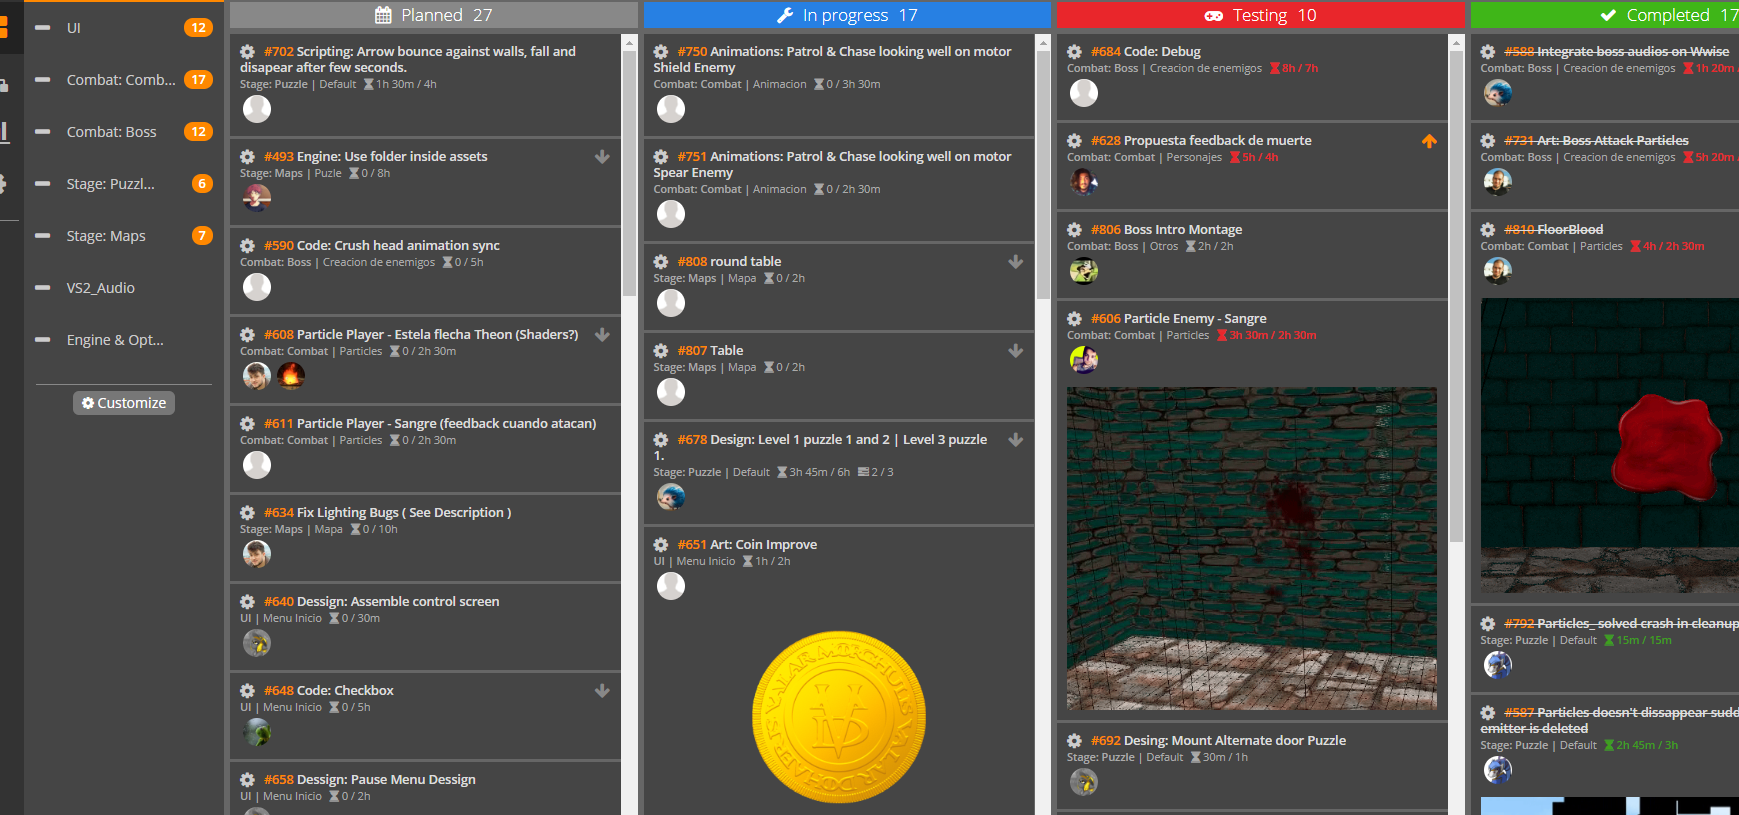 UI 12
Combat: Comb... 17
Combat: Boss 12
Stage: Puzzl... 6
Stage: Maps 7
VS2_Audio
Engine & Opt...
Customize
Planned 27
#702 Scripting: Arrow bounce against walls, fall and
disapear after few seconds.
Stage: Puzzle | Default 1h 30m / 4h
#493 Engine: Use folder inside assets
Stage: Maps | Puzle 0 / 8h
#590 Code: Crush head animation sync
Combat: Boss | Creacion de enemigos 0 / 5h
#608 Particle Player - Estela flecha Theon (Shaders?)
Combat: Combat | Particles 0 / 2h 30m
#611 Particle Player - Sangre (feedback cuando atacan)
Combat: Combat | Particles 0 / 2h 30m
#634 Fix Lighting Bugs ( See Description )
Stage: Maps | Mapa 0 / 10h
#640 Dessign: Assemble control screen
UI | Menu Inicio 0 / 30m
#648 Code: Checkbox
UI | Menu Inicio 0 / 5h
#658 Dessign: Pause Menu Dessign
UI | Menu Inicio 0 / 2h
In progress 17
#750 Animations: Patrol & Chase looking well on motor
Shield Enemy
Combat: Combat | Animacion 0 / 3h 30m
#751 Animations: Patrol & Chase looking well on motor
Spear Enemy
Combat: Combat | Animacion 0 / 2h 30m
#808 round table
Stage: Maps | Mapa 0 / 2h
#807 Table
Stage: Maps | Mapa 0 / 2h
#678 Design: Level 1 puzzle 1 and 2 | Level 3 puzzle
1.
Stage: Puzzle | Default 3h 45m / 6h 2 / 3
#651 Art: Coin Improve
UI | Menu Inicio 1h / 2h
Testing 10
#684 Code: Debug
Combat: Boss | Creacion de enemigos 8h / 7h
#628 Propuesta feedback de muerte
Combat: Combat | Personajes 5h / 4h
#806 Boss Intro Montage
Combat: Boss | Otros 2h / 2h
#606 Particle Enemy - Sangre
Combat: Combat | Particles 3h 30m / 2h 30m
#692 Desing: Mount Alternate door Puzzle
Stage: Puzzle | Default 30m / 1h
Completed 17
#588 Integrate boss audios on Wwise
Combat: Boss | Creacion de enemigos 1h 20m /
#731 Art: Boss Attack Particles
Combat: Boss | Creacion de enemigos 5h 20m /
#810 FloorBlood
Combat: Combat | Particles 4h / 2h 30m
#792 Particles_ solved crash in cleanup
Stage: Puzzle | Default 15m / 15m
#587 Particles doesn't dissappear sudd
emitter is deleted
Stage: Puzzle | Default 2h 45m / 3h